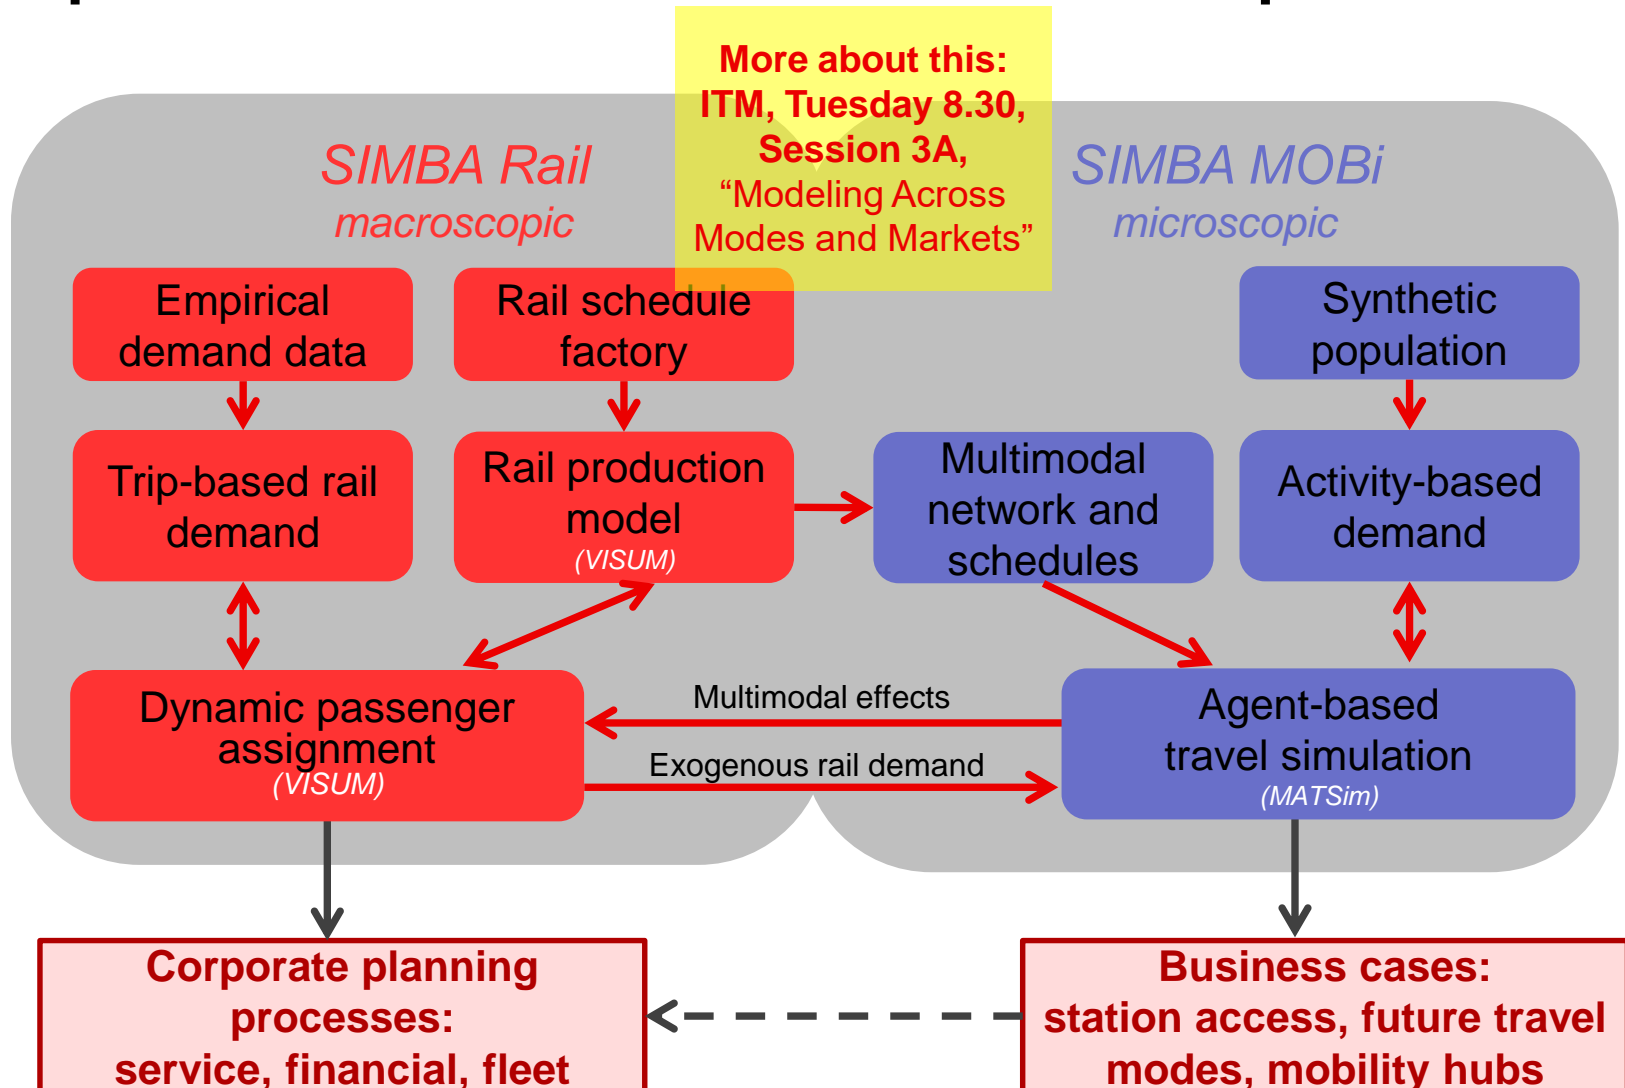 More about this:
ITM, Tuesday 8.30,
Session 3A,
“Modeling Across
Modes and Markets”
SIMBA Rail
macroscopic
SIMBA MOBi
microscopic
Empirical
demand data
Rail schedule
factory
Synthetic
population
Trip-based rail
demand
Rail production
model
(VISUM)
Multimodal
network and
schedules
Activity-based
demand
Dynamic passenger
assignment
(VISUM)
Multimodal effects
Exogenous rail demand
Agent-based
travel simulation
(MATSim)
Corporate planning
processes:
service, financial, fleet
Business cases:
station access, future travel
modes, mobility hubs